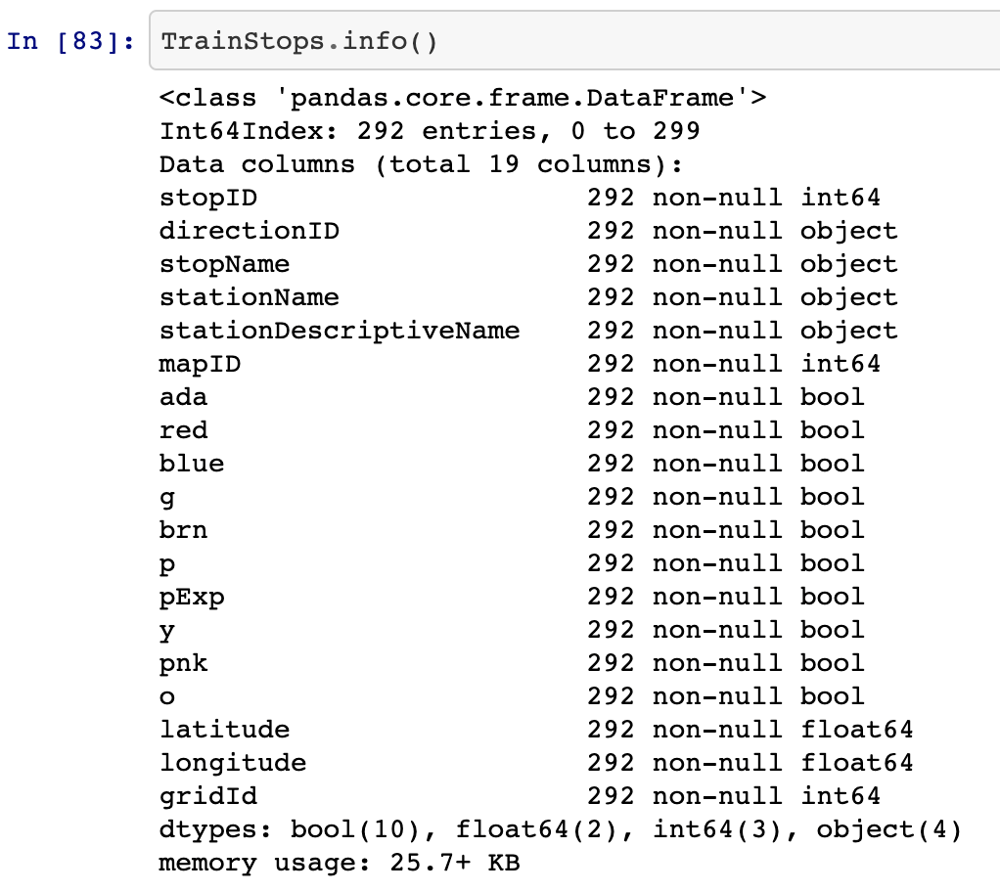 In [83]: TrainStops.info()
<class 'pandas.core.frame.DataFrame'>
Int64Index: 292 entries, 0 to 299
Data columns (total 19 columns):
stopID                    292 non-null int64
directionID               292 non-null object
stopName                  292 non-null object
stationName               292 non-null object
stationDescriptiveName    292 non-null object
mapID                     292 non-null int64
ada                       292 non-null bool
red                       292 non-null bool
blue                      292 non-null bool
g                         292 non-null bool
brn                       292 non-null bool
p                         292 non-null bool
pExp                      292 non-null bool
y                         292 non-null bool
pnk                       292 non-null bool
o                         292 non-null bool
latitude                  292 non-null float64
longitude                 292 non-null float64
gridId                    292 non-null int64
dtypes: bool(10), float64(2), int64(3), object(4)
memory usage: 25.7+ KB